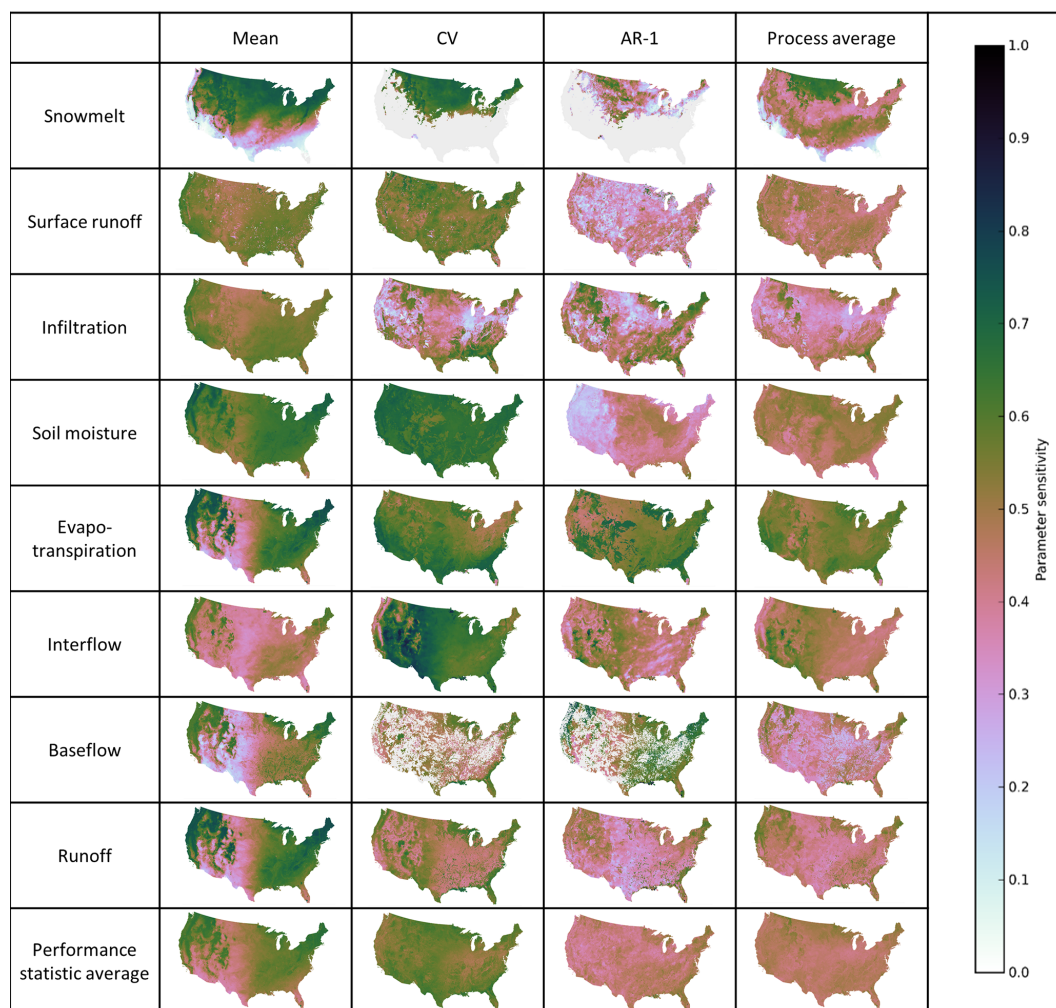 Mean
CV
AR-1
Process average
Snowmelt
Surface runoff
Infiltration
Soil moisture
Evapo-
transpiration
Interflow
Baseflow
Runoff
Performance
statistic average
1.0
0.9
0.8
0.7
0.6
0.5
0.4
0.3
0.2
0.1
0.0
Parameter sensitivity